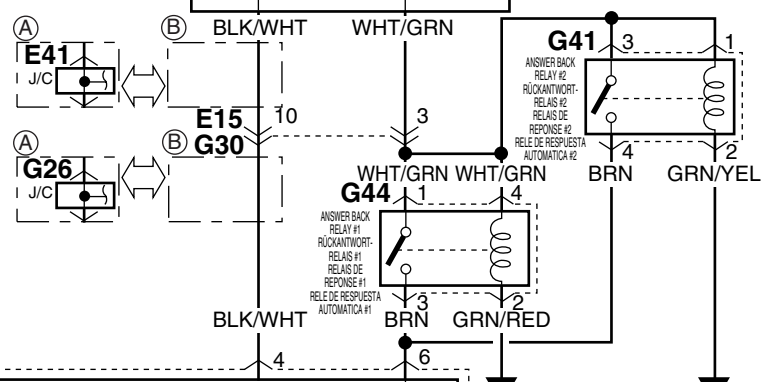 BLK/WHT WHT/GRN
A B
E41
J/C
G41 3 1
ANSWER BACK
RELAY #2
RÜCKANTWORT-
RELAIS #2
RELAIS DE
REPONSE #2
RELE DE RESPUESTA
AUTOMATICA #2
E15 10 3
G30
4 2
BRN GRN/YEL
A B
G26
J/C
WHT/GRN WHT/GRN
G44 1 4
ANSWER BACK
RELAY #1
RÜCKANTWORT-
RELAIS #1
RELAIS DE
REPONSE #1
RELE DE RESPUESTA
AUTOMATICA #1
3 2
BLK/WHT BRN GRN/RED
4 6